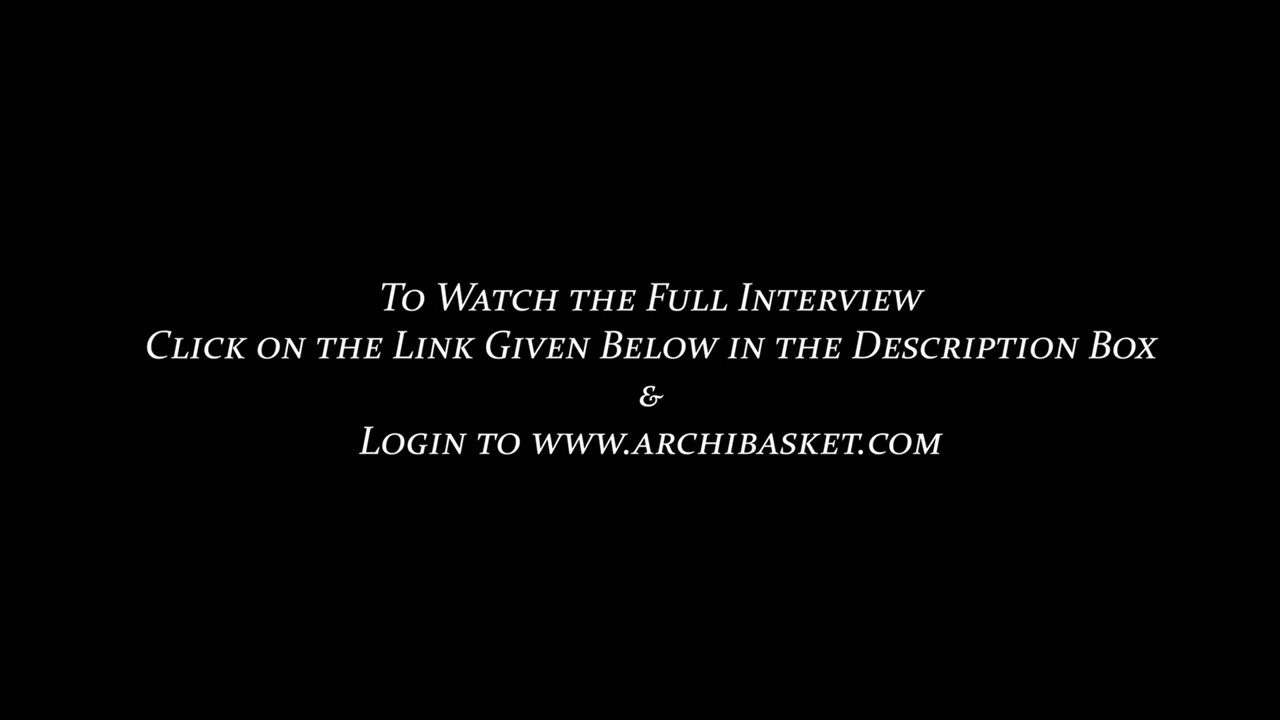 To Watch the Full Interview
Click on the Link Given Below in the Description Box
&
Login to www.archibasket.com